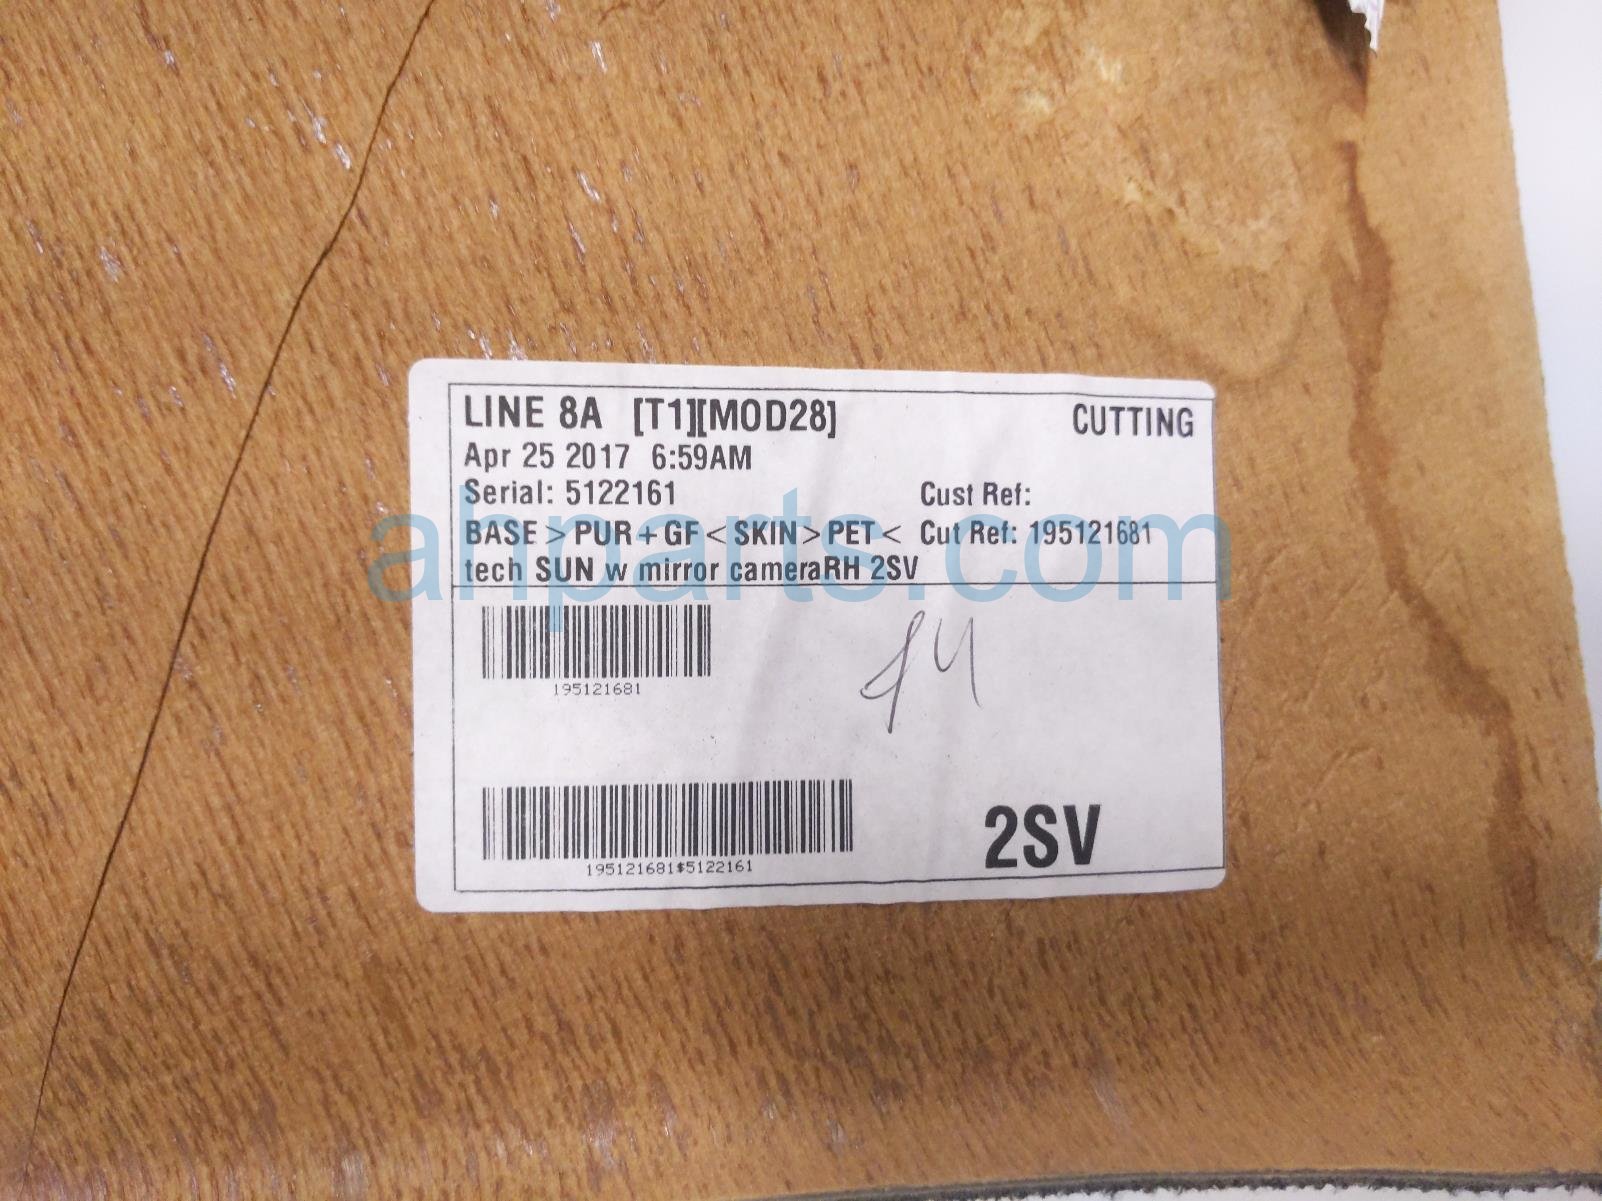 LINE 8A [T1][MOD28] CUTTING
Apr 25 2017 6:59AM
Serial: 5122161 Cust Ref:
BASE >PUR+GF< SKIN >PET< Cut Ref: 195121681
tech SUN w mirror cameraRH 2SV
195121681
195121681$5122161
2SV
ahparts.com